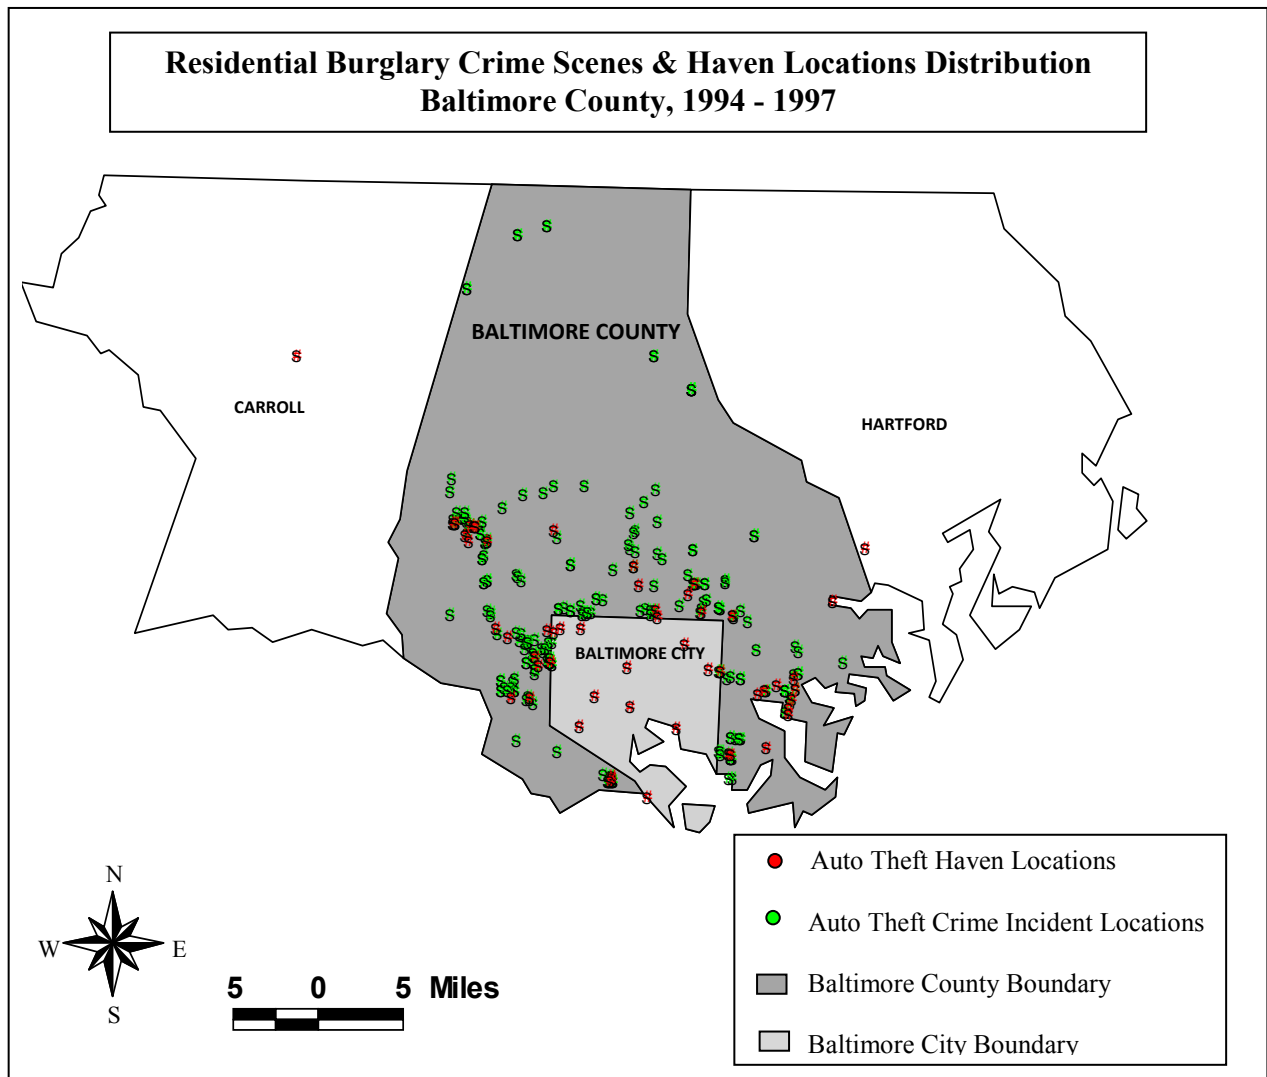 Residential Burglary Crime Scenes & Haven Locations Distribution
Baltimore County, 1994 - 1997
BALTIMORE COUNTY
CARROLL
HARTFORD
BALTIMORE CITY
Auto Theft Haven Locations
Auto Theft Crime Incident Locations
Baltimore County Boundary
Baltimore City Boundary
N
W E
S
5 0 5 Miles